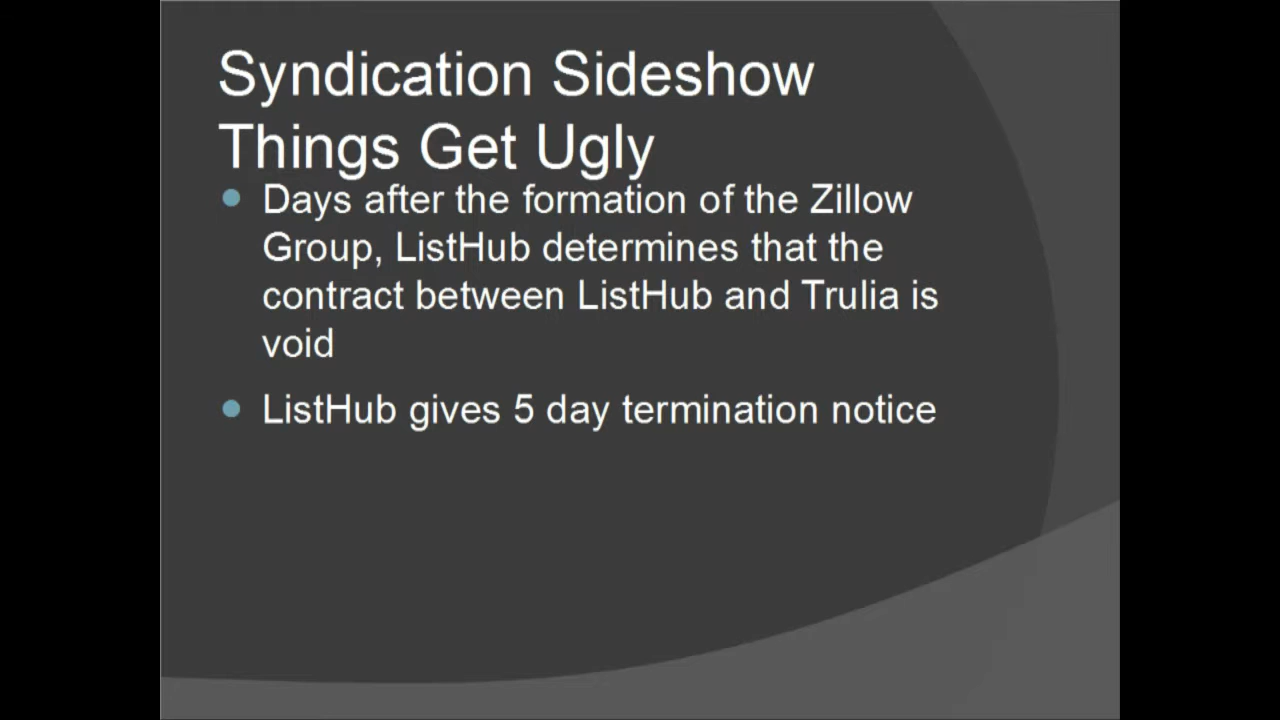 Syndication Sideshow
Things Get Ugly
Days after the formation of the Zillow
Group, ListHub determines that the
contract between ListHub and Trulia is
void
ListHub gives 5 day termination notice